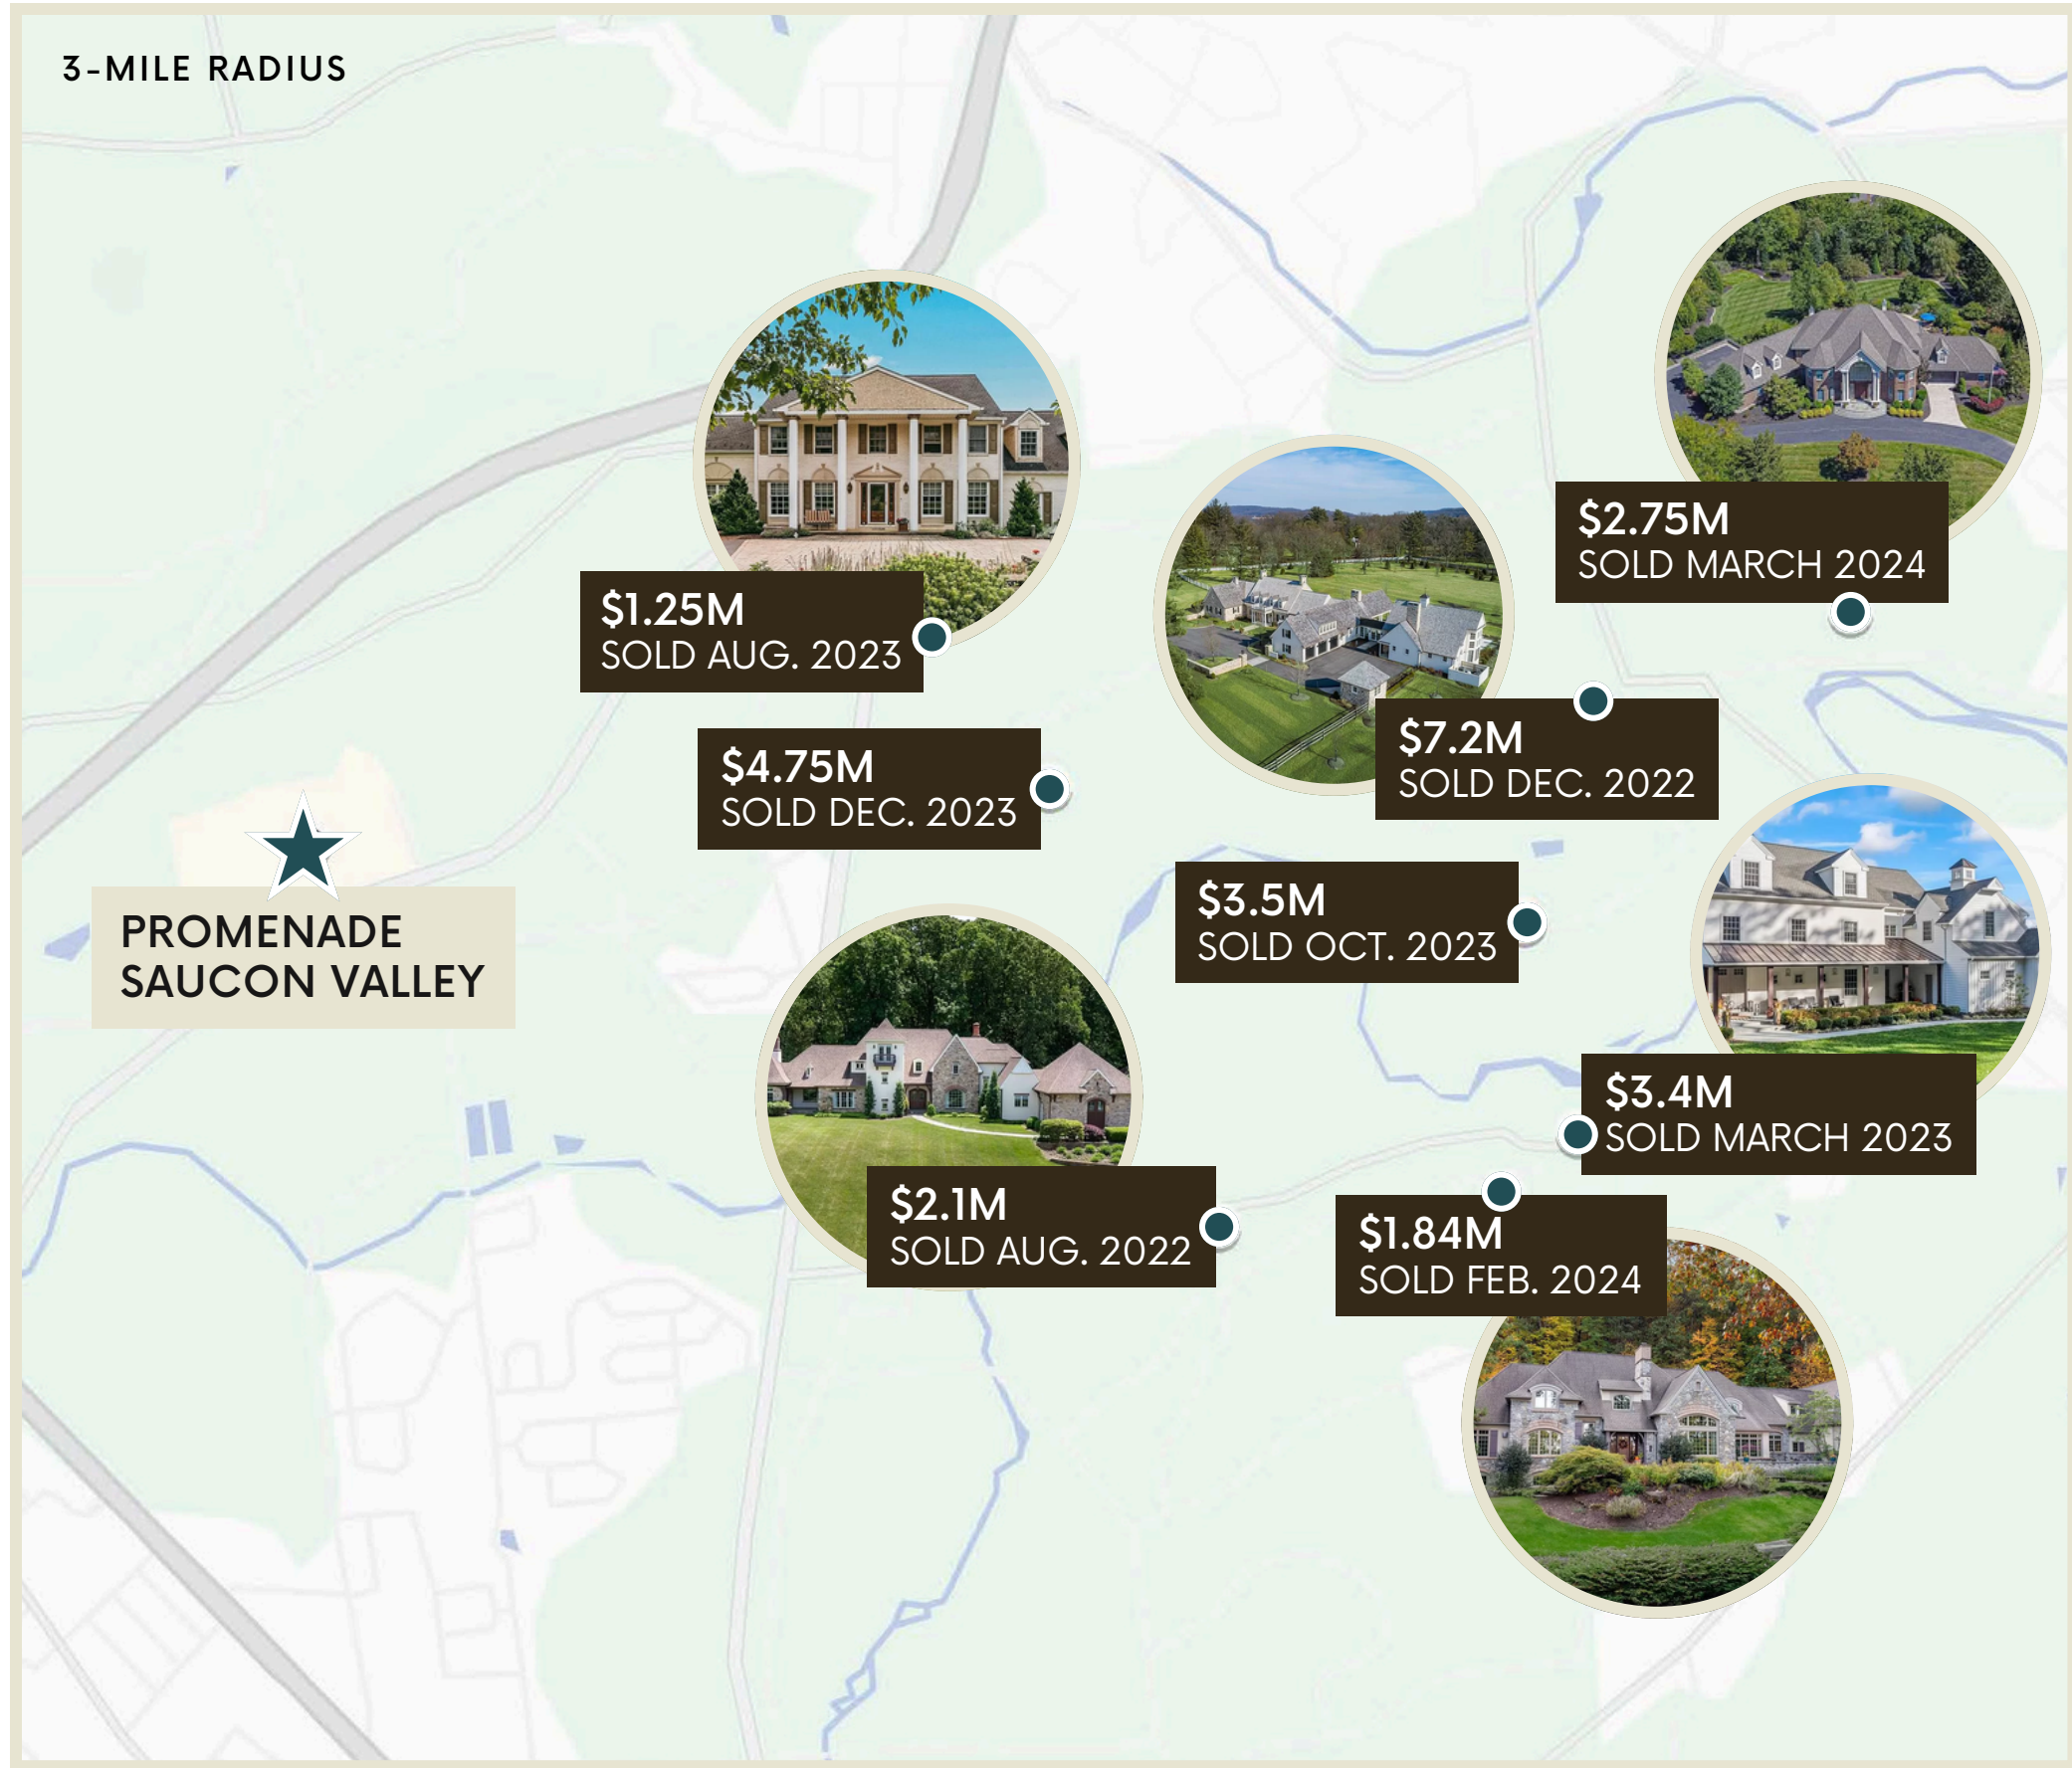 3-MILE RADIUS
$2.75M
SOLD MARCH 2024
$1.25M
SOLD AUG. 2023
$7.2M
SOLD DEC. 2022
$4.75M
SOLD DEC. 2023
$3.5M
SOLD OCT. 2023
PROMENADE
SAUCON VALLEY
$3.4M
SOLD MARCH 2023
$2.1M
SOLD AUG. 2022
$1.84M
SOLD FEB. 2024